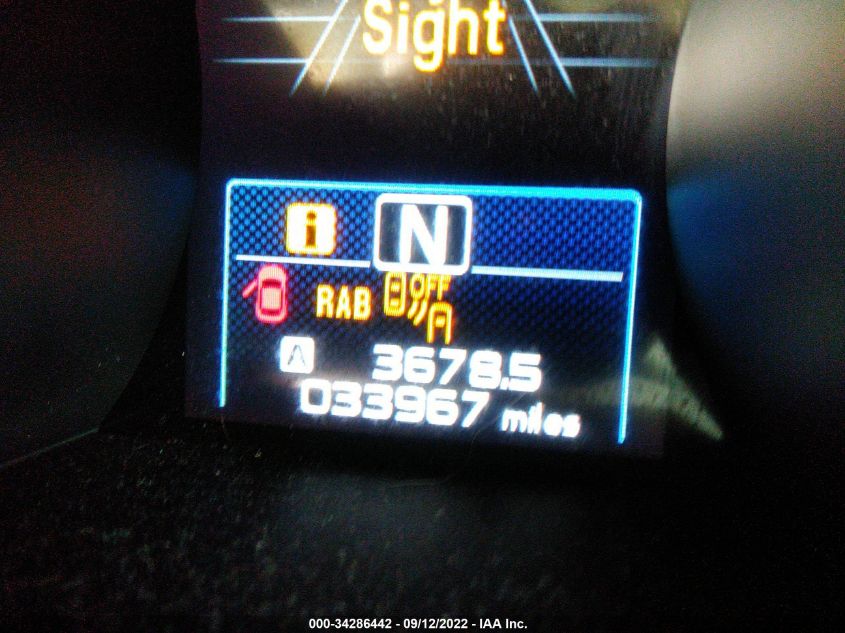 Sight
i N
RAB OFF
A 3678.5
033967 miles
000-34286442 - 09/12/2022 - IAA Inc.